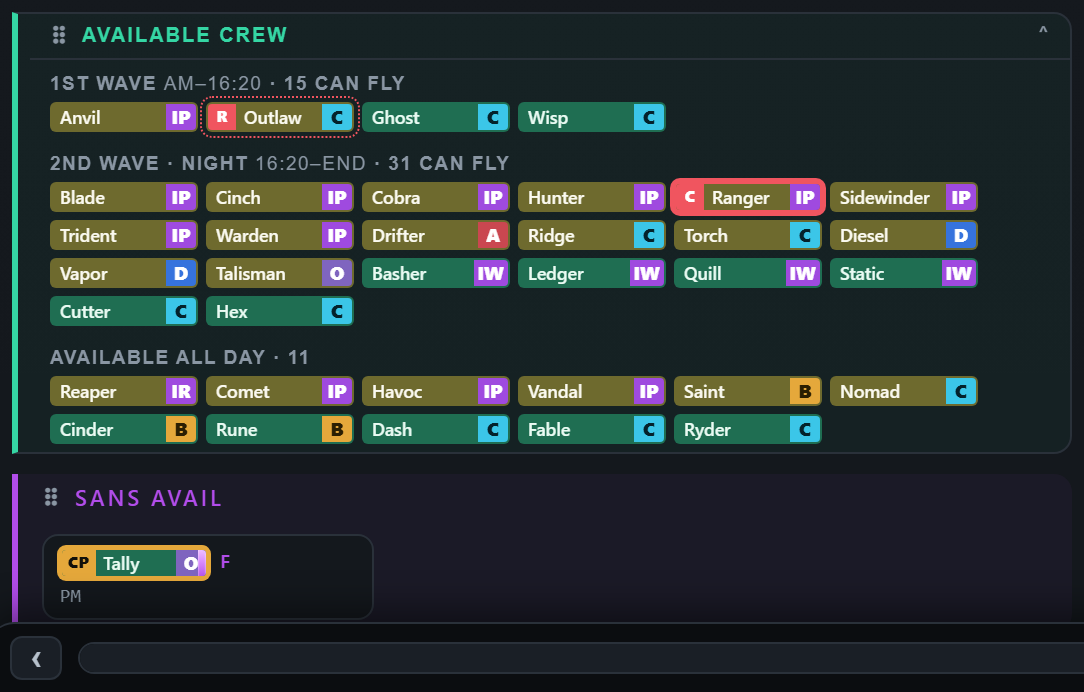 AVAILABLE CREW ^
1ST WAVE AM–16:20 · 15 CAN FLY
Anvil IP R Outlaw C Ghost C Wisp C
2ND WAVE · NIGHT 16:20–END · 31 CAN FLY
Blade IP Cinch IP Cobra IP Hunter IP C Ranger IP Sidewinder IP
Trident IP Warden IP Drifter A Ridge C Torch C Diesel D
Vapor D Talisman O Basher IW Ledger IW Quill IW Static IW
Cutter C Hex C
AVAILABLE ALL DAY · 11
Reaper IR Comet IP Havoc IP Vandal IP Saint B Nomad C
Cinder B Rune B Dash C Fable C Ryder C
SANS AVAIL
CP Tally O F
PM